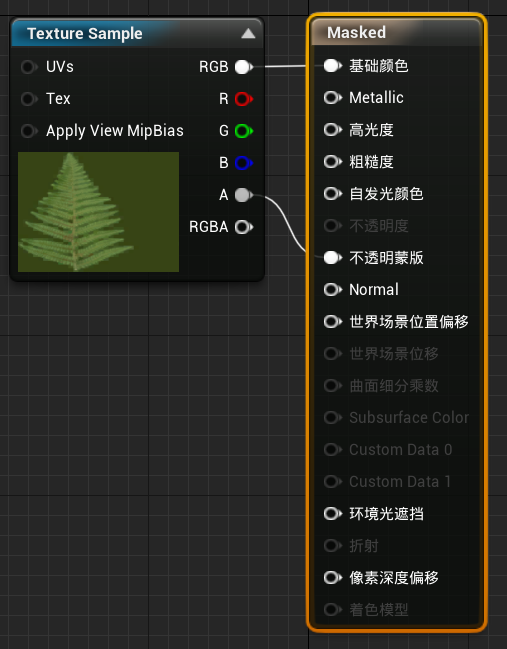 Texture Sample
UVs
RGB
Tex
R
Apply View MipBias
G
B
A
RGBA
Masked
基础颜色
Metallic
高光度
粗糙度
自发光颜色
不透明度
不透明蒙版
Normal
世界场景位置偏移
世界场景位移
曲面细分乘数
Subsurface Color
Custom Data 0
Custom Data 1
环境光遮挡
折射
像素深度偏移
着色模型